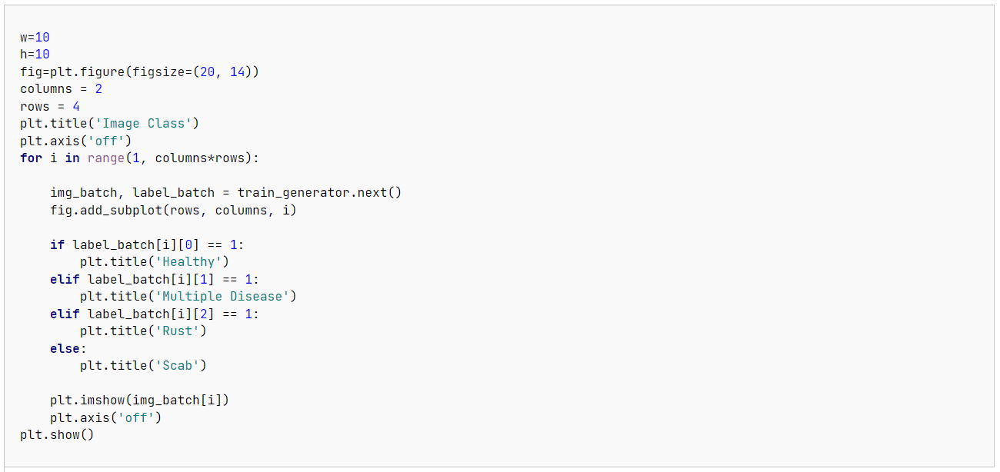 w=10
h=10
fig=plt.figure(figsize=(20, 14))
columns = 2
rows = 4
plt.title('Image Class')
plt.axis('off')
for i in range(1, columns*rows):
    img_batch, label_batch = train_generator.next()
    fig.add_subplot(rows, columns, i)
    if label_batch[i][0] == 1:
        plt.title('Healthy')
    elif label_batch[i][1] == 1:
        plt.title('Multiple Disease')
    elif label_batch[i][2] == 1:
        plt.title('Rust')
    else:
        plt.title('Scab')
    plt.imshow(img_batch[i])
    plt.axis('off')
plt.show()